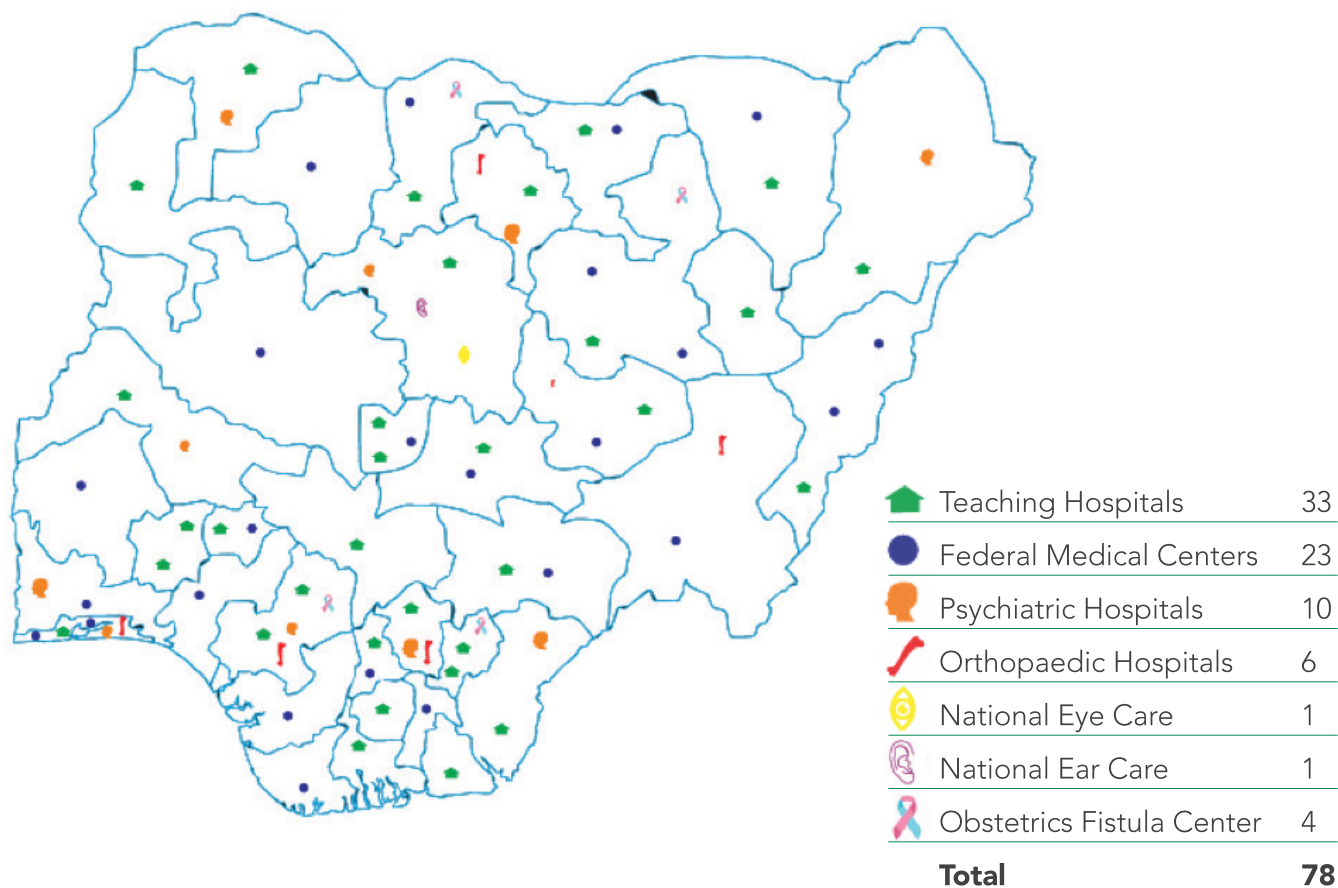 Teaching Hospitals 33
Federal Medical Centers 23
Psychiatric Hospitals 10
Orthopaedic Hospitals 6
National Eye Care 1
National Ear Care 1
Obstetrics Fistula Center 4
Total 78